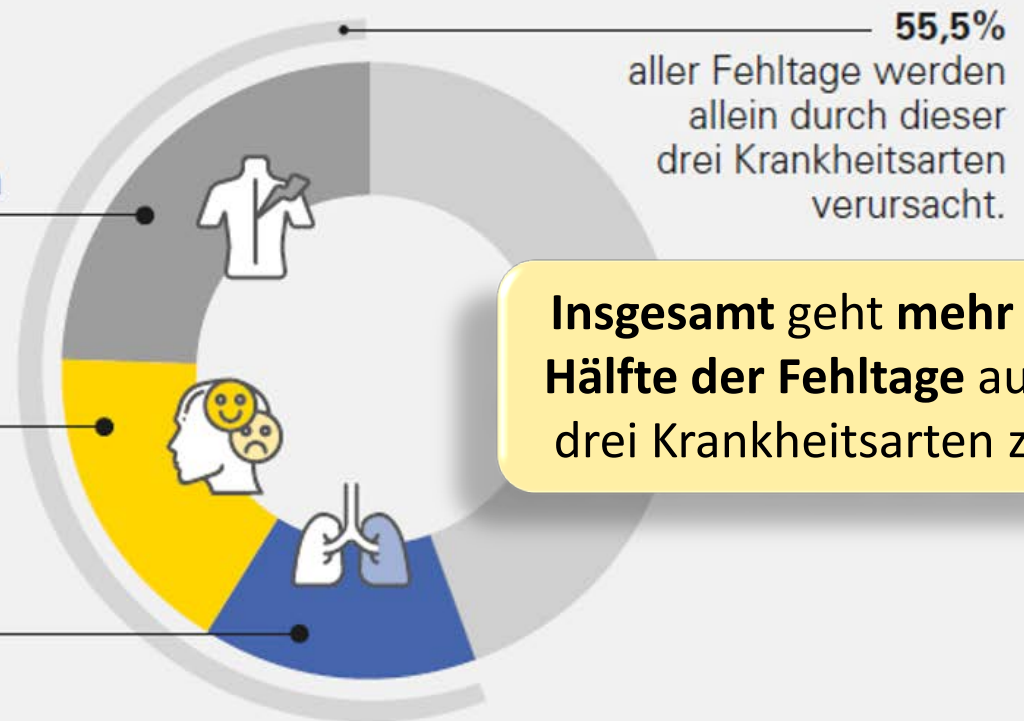 55,5%
aller Fehltage werden
allein durch dieser
drei Krankheitsarten
verursacht.
Insgesamt geht mehr
Hälfte der Fehltage au
drei Krankheitsarten z